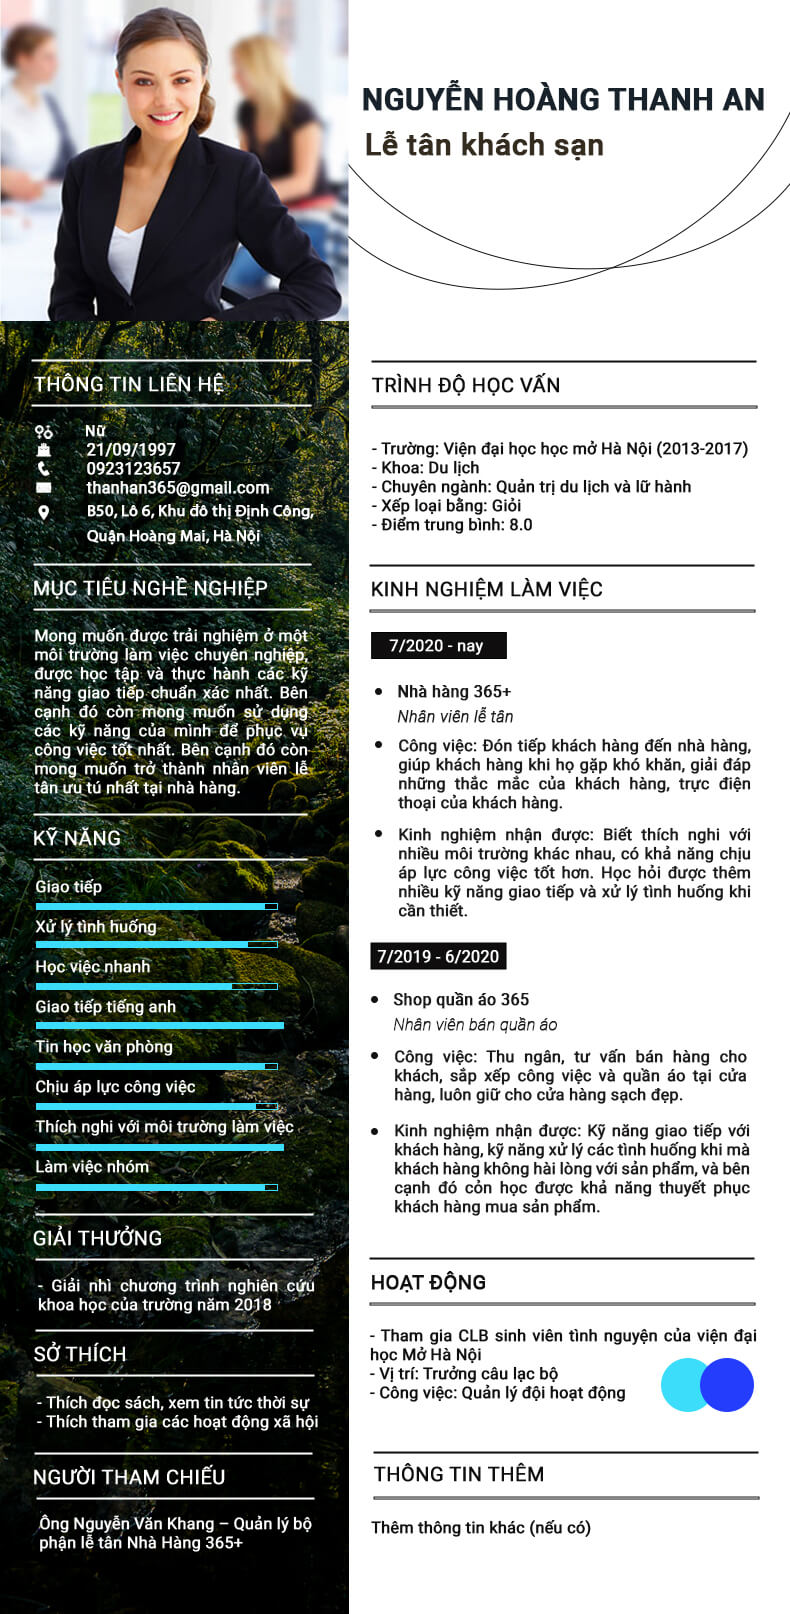 NGUYỄN HOÀNG THANH AN
Lễ tân khách sạn
THÔNG TIN LIÊN HỆ
Nữ
21/09/1997
0923123657
thanhan365@gmail.com
B50, Lô 6, Khu đô thị Định Công,
Quận Hoàng Mai, Hà Nội
MỤC TIÊU NGHỀ NGHIỆP
Mong muốn được trải nghiệm ở một
môi trường làm việc chuyên nghiệp,
được học tập và thực hành các kỹ
năng giao tiếp chuẩn xác nhất. Bên
cạnh đó còn mong muốn sử dụng
các kỹ năng của mình để phục vụ
công việc tốt nhất. Bên cạnh đó còn
mong muốn trở thành nhân viên lễ
tân ưu tú nhất tại nhà hàng.
KỸ NĂNG
Giao tiếp
Xử lý tình huống
Học việc nhanh
Giao tiếp tiếng anh
Tin học văn phòng
Chịu áp lực công việc
Thích nghi với môi trường làm việc
Làm việc nhóm
GIẢI THƯỞNG
- Giải nhì chương trình nghiên cứu
khoa học của trường năm 2018
SỞ THÍCH
- Thích đọc sách, xem tin tức thời sự
- Thích tham gia các hoạt động xã hội
NGƯỜI THAM CHIẾU
Ông Nguyễn Văn Khang – Quản lý bộ
phận lễ tân Nhà Hàng 365+
TRÌNH ĐỘ HỌC VẤN
- Trường: Viện đại học học mở Hà Nội (2013-2017)
- Khoa: Du lịch
- Chuyên ngành: Quản trị du lịch và lữ hành
- Xếp loại bằng: Giỏi
- Điểm trung bình: 8.0
KINH NGHIỆM LÀM VIỆC
7/2020 - nay
Nhà hàng 365+
Nhân viên lễ tân
Công việc: Đón tiếp khách hàng đến nhà hàng,
giúp khách hàng khi họ gặp khó khăn, giải đáp
những thắc mắc của khách hàng, trực điện
thoại của khách hàng.
Kinh nghiệm nhận được: Biết thích nghi với
nhiều môi trường khác nhau, có khả năng chịu
áp lực công việc tốt hơn. Học hỏi được thêm
nhiều kỹ năng giao tiếp và xử lý tình huống khi
cần thiết.
7/2019 - 6/2020
Shop quần áo 365
Nhân viên bán quần áo
Công việc: Thu ngân, tư vấn bán hàng cho
khách, sắp xếp công việc và quần áo tại cửa
hàng, luôn giữ cho cửa hàng sạch đẹp.
Kinh nghiệm nhận được: Kỹ năng giao tiếp với
khách hàng, kỹ năng xử lý các tình huống khi mà
khách hàng không hài lòng với sản phẩm, và bên
cạnh đó cỏn học được khả năng thuyết phục
khách hàng mua sản phẩm.
HOẠT ĐỘNG
- Tham gia CLB sinh viên tình nguyện của viện đại
học Mở Hà Nội
- Vị trí: Trưởng câu lạc bộ
- Công việc: Quản lý đội hoạt động
THÔNG TIN THÊM
Thêm thông tin khác (nếu có)